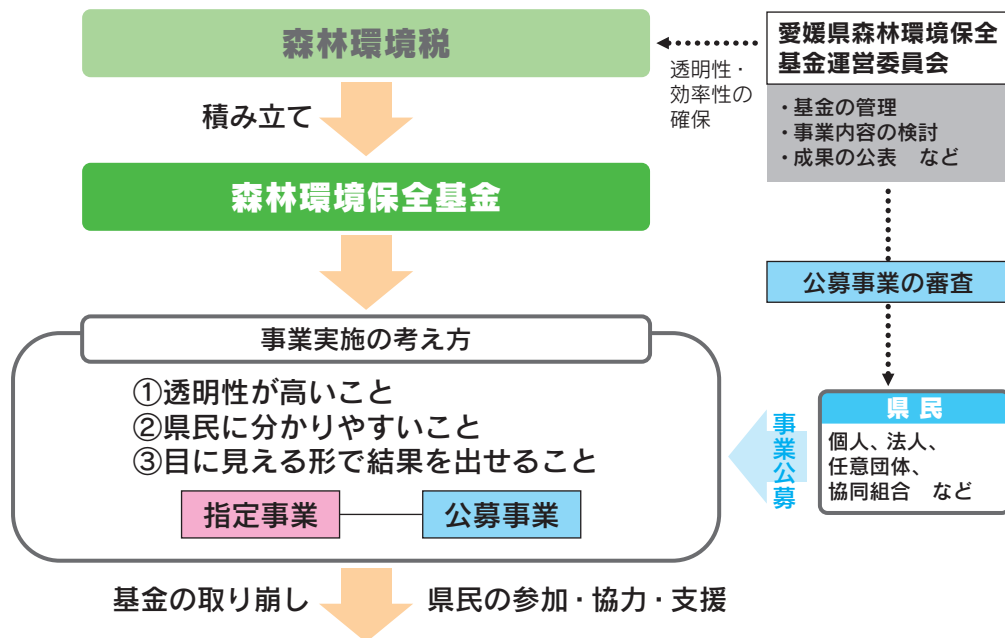 森林環境税
積み立て
森林環境保全基金
透明性・
効率性の
確保
愛媛県森林環境保全
基金運営委員会
・基金の管理
・事業内容の検討
・成果の公表　など
公募事業の審査
事業実施の考え方
①透明性が高いこと
②県民に分かりやすいこと
③目に見える形で結果を出せること
指定事業
公募事業
事業公募
県民
個人、法人、
任意団体、
協同組合　など
基金の取り崩し
県民の参加・協力・支援